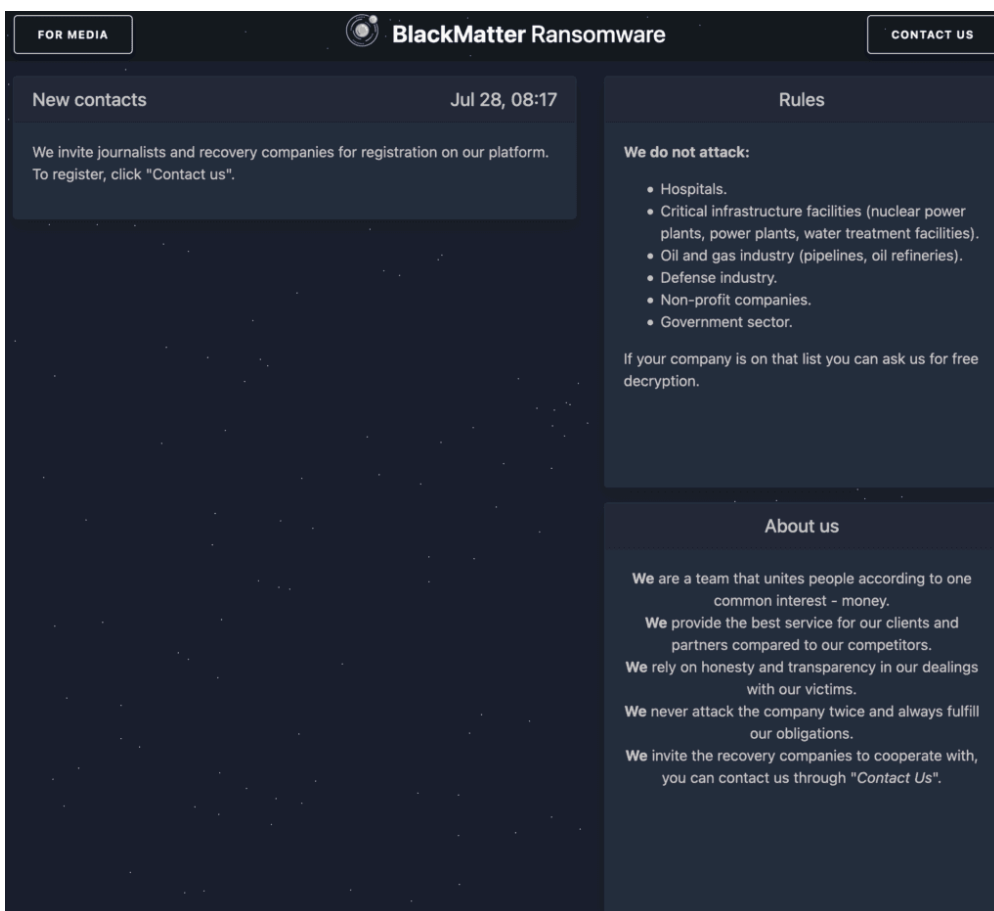 FOR MEDIA
BlackMatter Ransomware
CONTACT US
New contacts
Jul 28, 08:17
We invite journalists and recovery companies for registration on our platform.
To register, click "Contact us".
Rules
We do not attack:
• Hospitals.
• Critical infrastructure facilities (nuclear power
plants, power plants, water treatment facilities).
• Oil and gas industry (pipelines, oil refineries).
• Defense industry.
• Non-profit companies.
• Government sector.
If your company is on that list you can ask us for free
decryption.
About us
We are a team that unites people according to one
common interest - money.
We provide the best service for our clients and
partners compared to our competitors.
We rely on honesty and transparency in our dealings
with our victims.
We never attack the company twice and always fulfill
our obligations.
We invite the recovery companies to cooperate with,
you can contact us through "Contact Us".